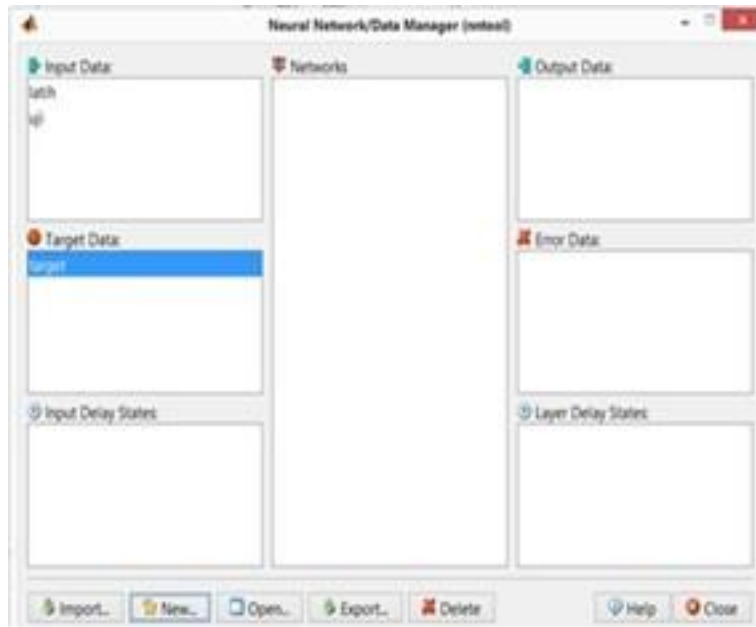 Neural Network/Data Manager (nntool)
Input Data:
latih
uji
Networks
Output Data:
Target Data:
target
Error Data:
Input Delay States:
Layer Delay States:
Import...
New...
Open...
Export...
Delete
Help
Close